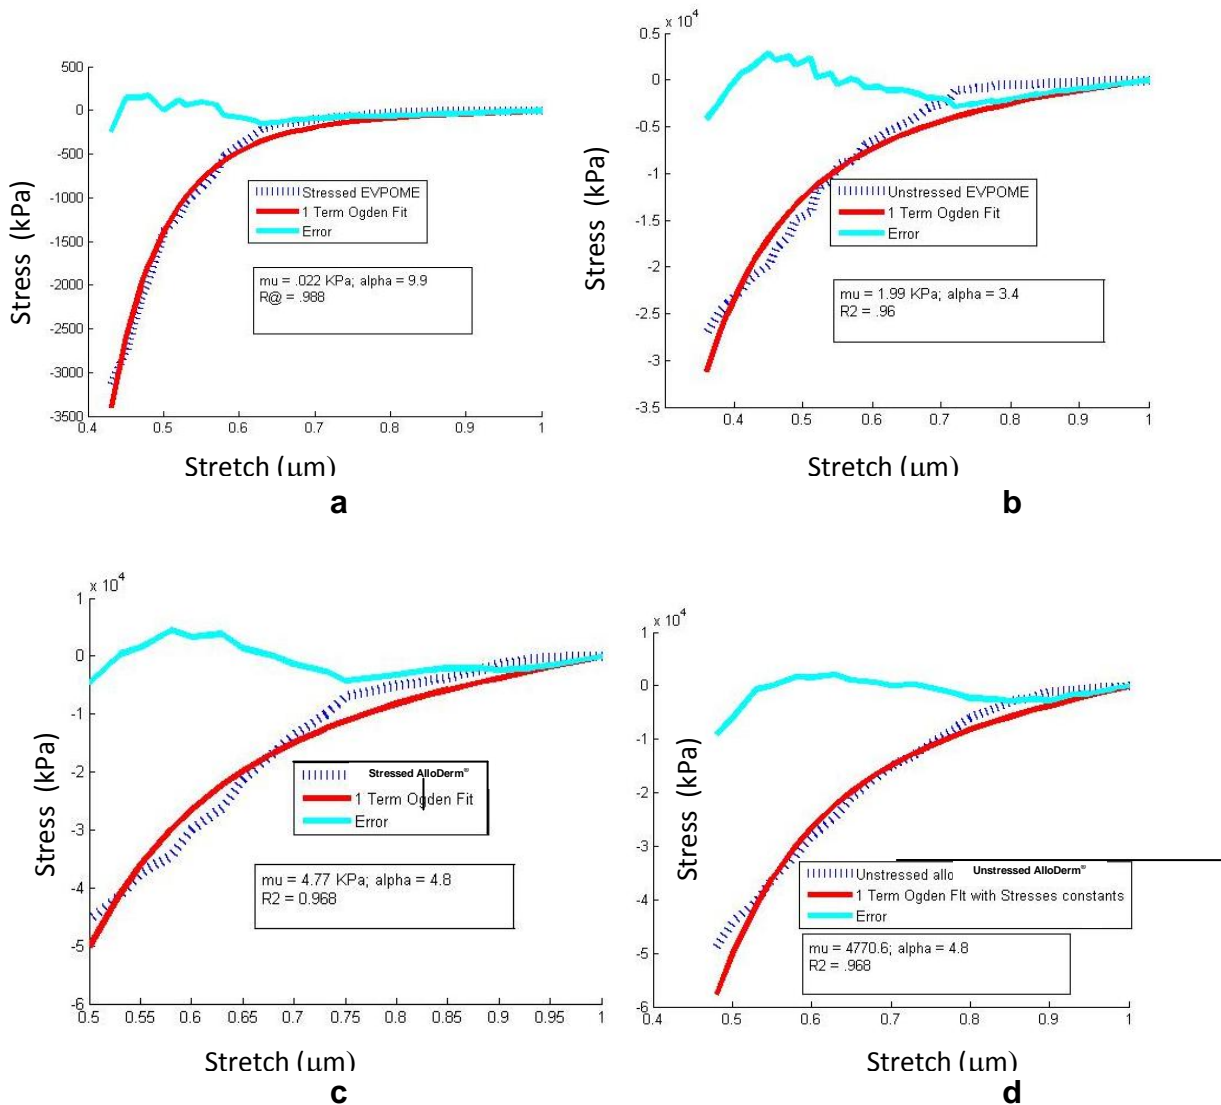 500
0
-500
-1000
-1500
-2000
-2500
-3000
-3500
0.4 0.5 0.6 0.7 0.8 0.9 1
Stress (kPa)
Stressed EVPOME
1 Term Ogden Fit
Error
mu = .022 KPa; alpha = 9.9
R@ = .988
Stretch (μm)
a
x 10⁴
0.5
0
-0.5
-1
-1.5
-2
-2.5
-3
-3.5
0.4 0.5 0.6 0.7 0.8 0.9 1
Stress (kPa)
Unstressed EVPOME
1 Term Ogden Fit
Error
mu = 1.99 KPa; alpha = 3.4
R2 = .96
Stretch (μm)
b
x 10⁴
1
0
-1
-2
-3
-4
-5
-6
0.5 0.55 0.6 0.65 0.7 0.75 0.8 0.85 0.9 0.95 1
Stress (kPa)
Stressed AlloDerm®
1 Term Ogden Fit
Error
mu = 4.77 KPa; alpha = 4.8
R2 = 0.968
Stretch (μm)
c
x 10⁴
1
0
-1
-2
-3
-4
-5
-6
0.4 0.5 0.6 0.7 0.8 0.9 1
Stress (kPa)
Unstressed allo Unstressed AlloDerm®
1 Term Ogden FIt with Stresses constants
Error
mu = 4770.6; alpha = 4.8
R2 = .968
Stretch (μm)
d